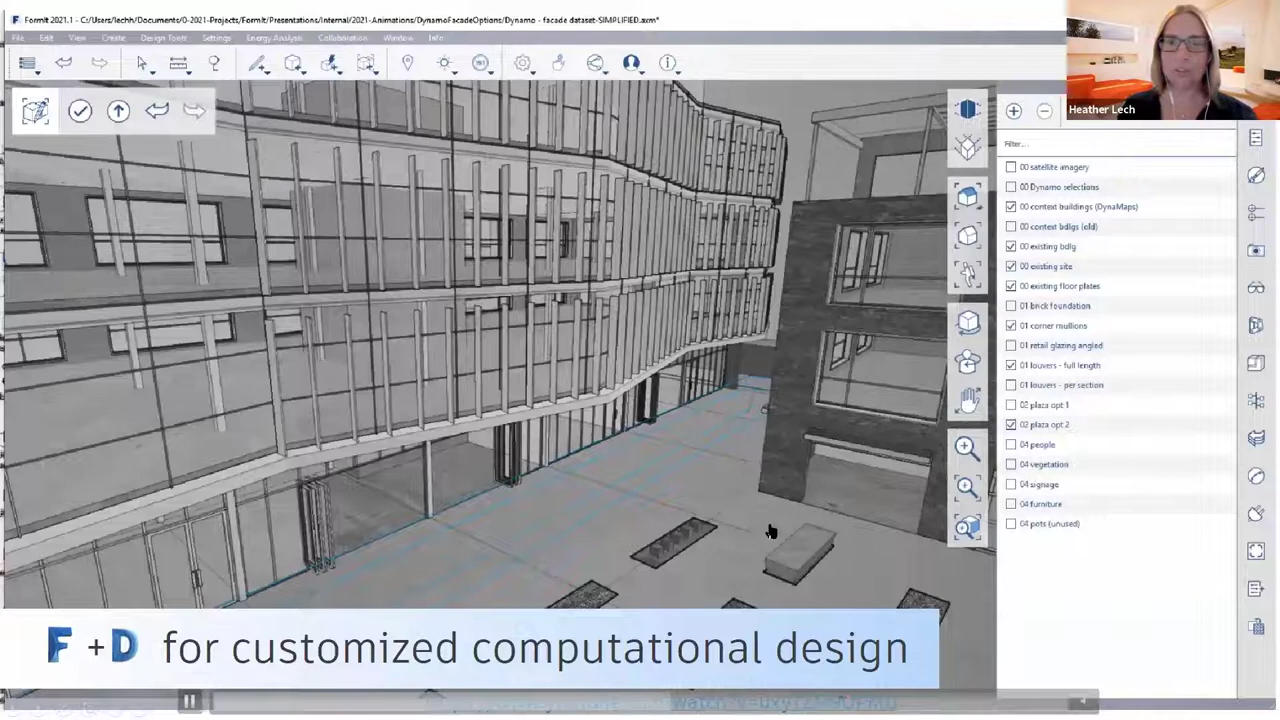 FormIt 2021.1 - C:/Users/lechh/Documents/0-2021-Projects/FormIt/Presentations/Internal/2021-Animations/DynamoFacadeOptions/Dynamo - facade dataset-SIMPLIFIED.axm*
File Edit View Create Design Tools Settings Energy Analysis Collaboration Window Info
Heather Lech
Filter...
00 satellite imagery
00 Dynamo selections
00 context buildings (DynaMaps)
00 context bdlgs (old)
00 existing bdlg
00 existing site
00 existing floor plates
01 brick foundation
01 corner mullions
01 retail glazing angled
01 louvers - full length
01 louvers - per section
02 plaza opt 1
02 plaza opt 2
04 people
04 vegetation
04 signage
04 furniture
04 pots (unused)
F + D for customized computational design